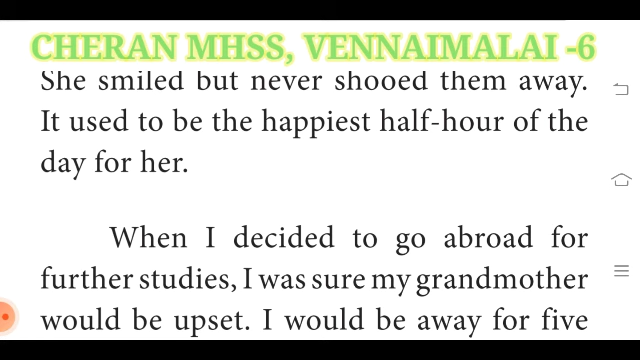 CHERAN MHSS, VENNAIMALAI -6
She smiled but never shooed them away.
It used to be the happiest half-hour of the
day for her.
When I decided to go abroad for
further studies, I was sure my grandmother
would be upset. I would be away for five